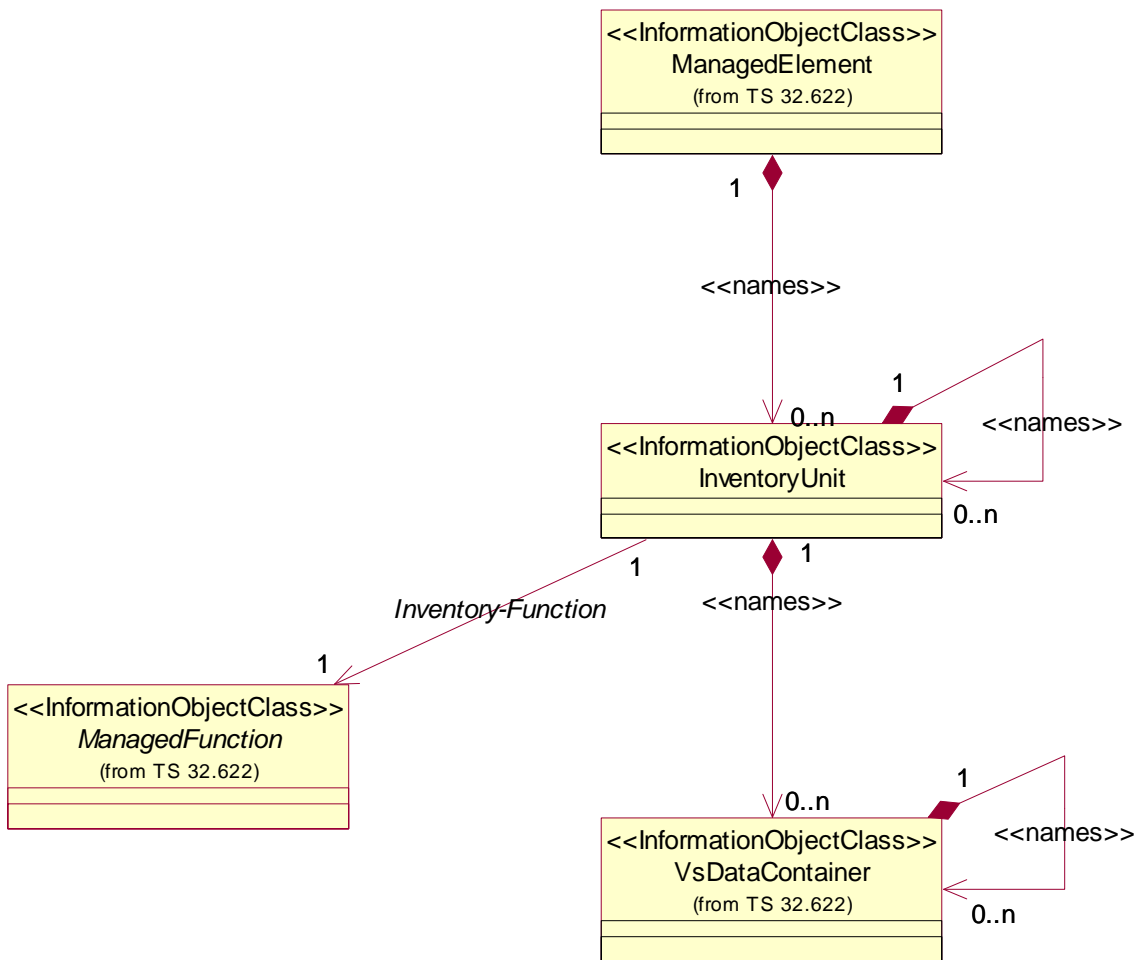 <<InformationObjectClass>>
ManagedElement
(from TS 32.622)
1
<<names>>
1
0..n
<<names>>
<<InformationObjectClass>>
InventoryUnit
0..n
1
1
<<names>>
Inventory-Function
1
<<InformationObjectClass>>
ManagedFunction
(from TS 32.622)
0..n
1
<<names>>
<<InformationObjectClass>>
VsDataContainer
(from TS 32.622)
0..n